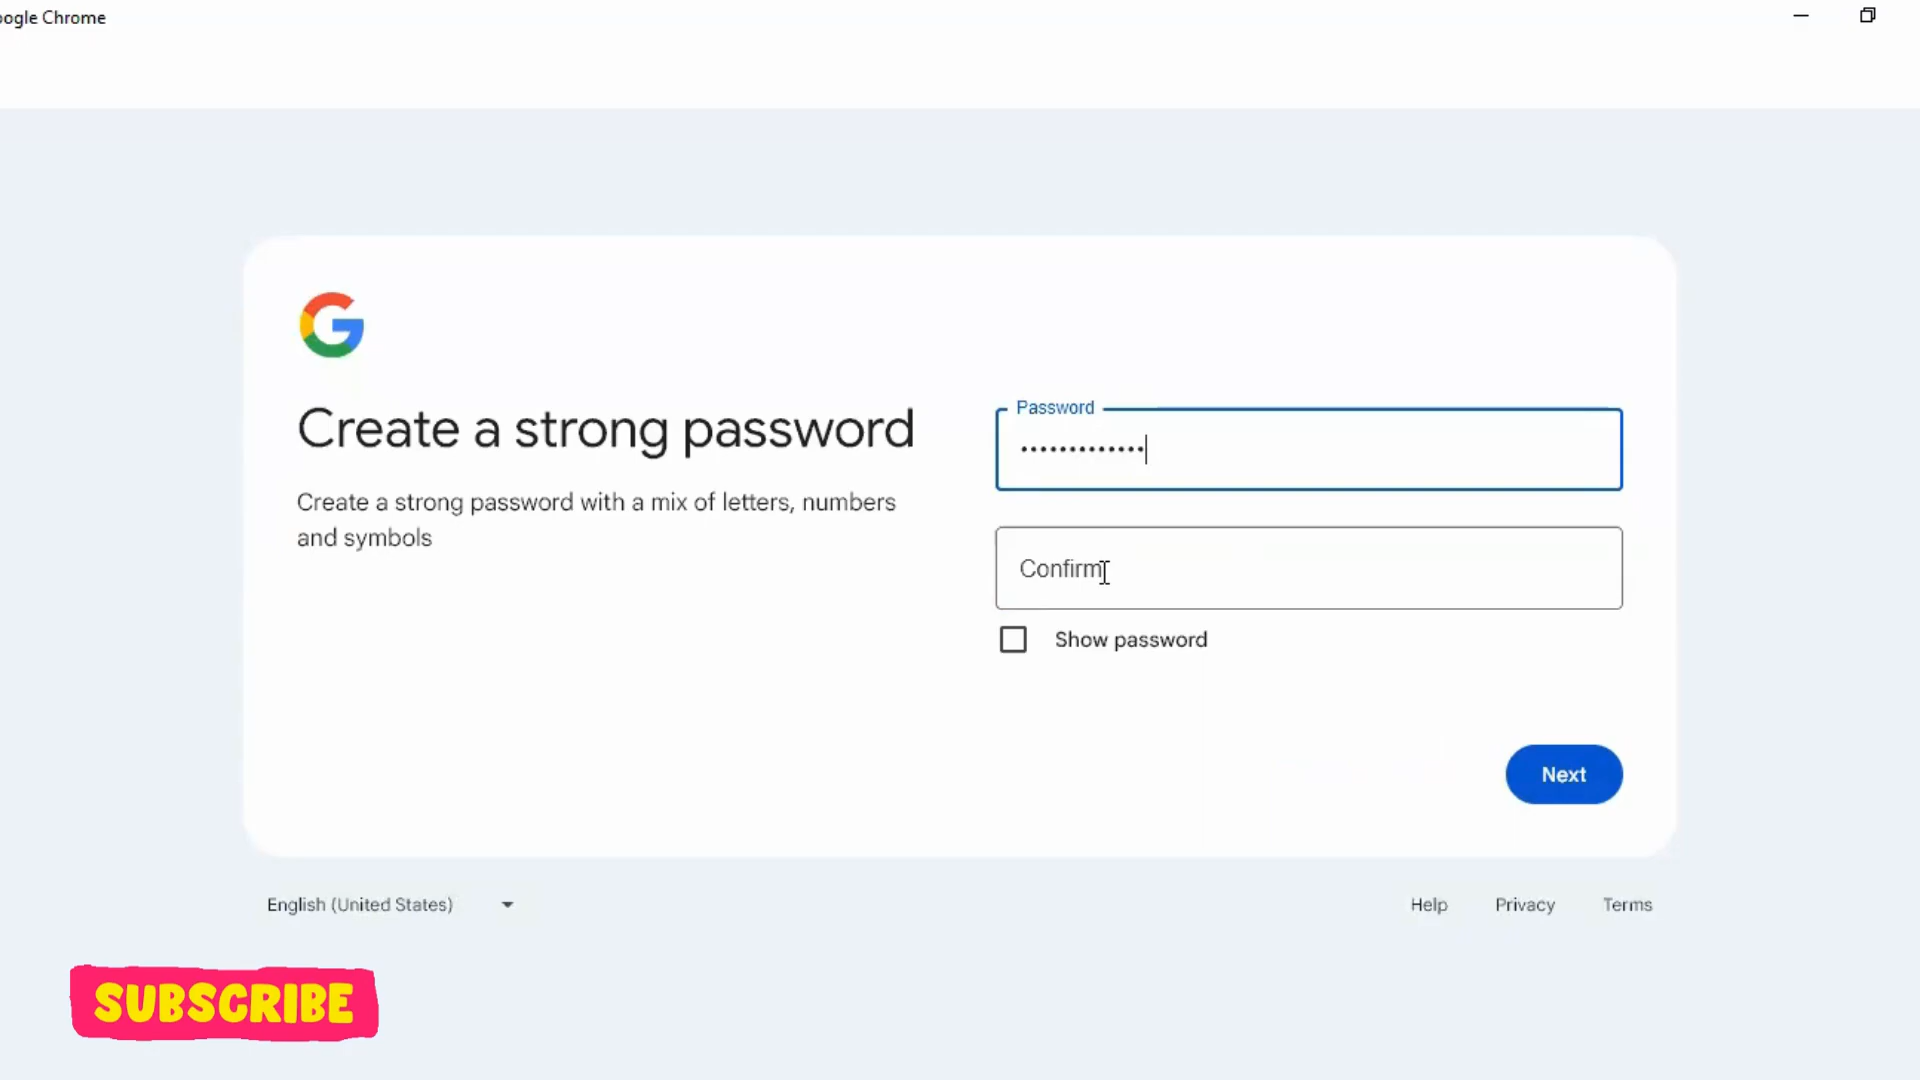 oogle Chrome
Create a strong password
Create a strong password with a mix of letters, numbers
and symbols
Password
•••••••••••••
Confirm
Show password
Next
English (United States)
Help Privacy Terms
SUBSCRIBE